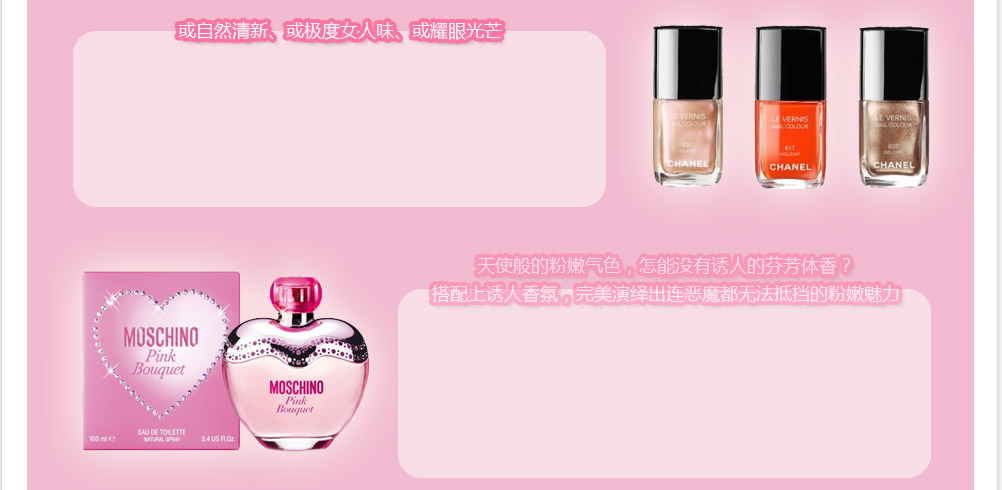 或自然清新、或极度女人味、或耀眼光芒
LE VERNIS
NAIL COLOUR
CHANEL
LE VERNIS
NAIL COLOUR
617
HOLIDAY
CHANEL
LE VERNIS
NAIL COLOUR
607
DELIGHT
CHANEL
天使般的粉嫩气色，怎能没有诱人的芬芳体香？
搭配上诱人香氛，完美演绎出连恶魔都无法抵挡的粉嫩魅力
MOSCHINO
Pink
Bouquet
EAU DE TOILETTE
NATURAL SPRAY
100 ml ℮
3.4 US Fl.Oz.
MOSCHINO
Pink
Bouquet